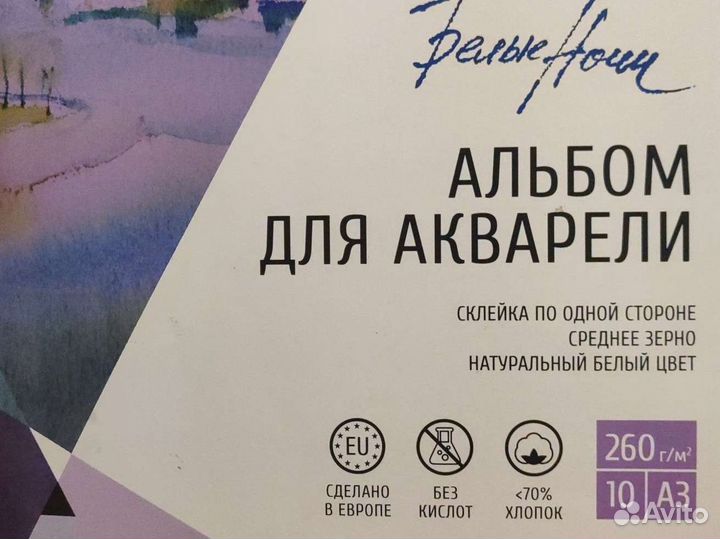 Белые Ночи
АЛЬБОМ
ДЛЯ АКВАРЕЛИ
СКЛЕЙКА ПО ОДНОЙ СТОРОНЕ
СРЕДНЕЕ ЗЕРНО
НАТУРАЛЬНЫЙ БЕЛЫЙ ЦВЕТ
EU
СДЕЛАНО
В ЕВРОПЕ
БЕЗ
КИСЛОТ
<70%
ХЛОПОК
260 г/м²
10 А3
Avito